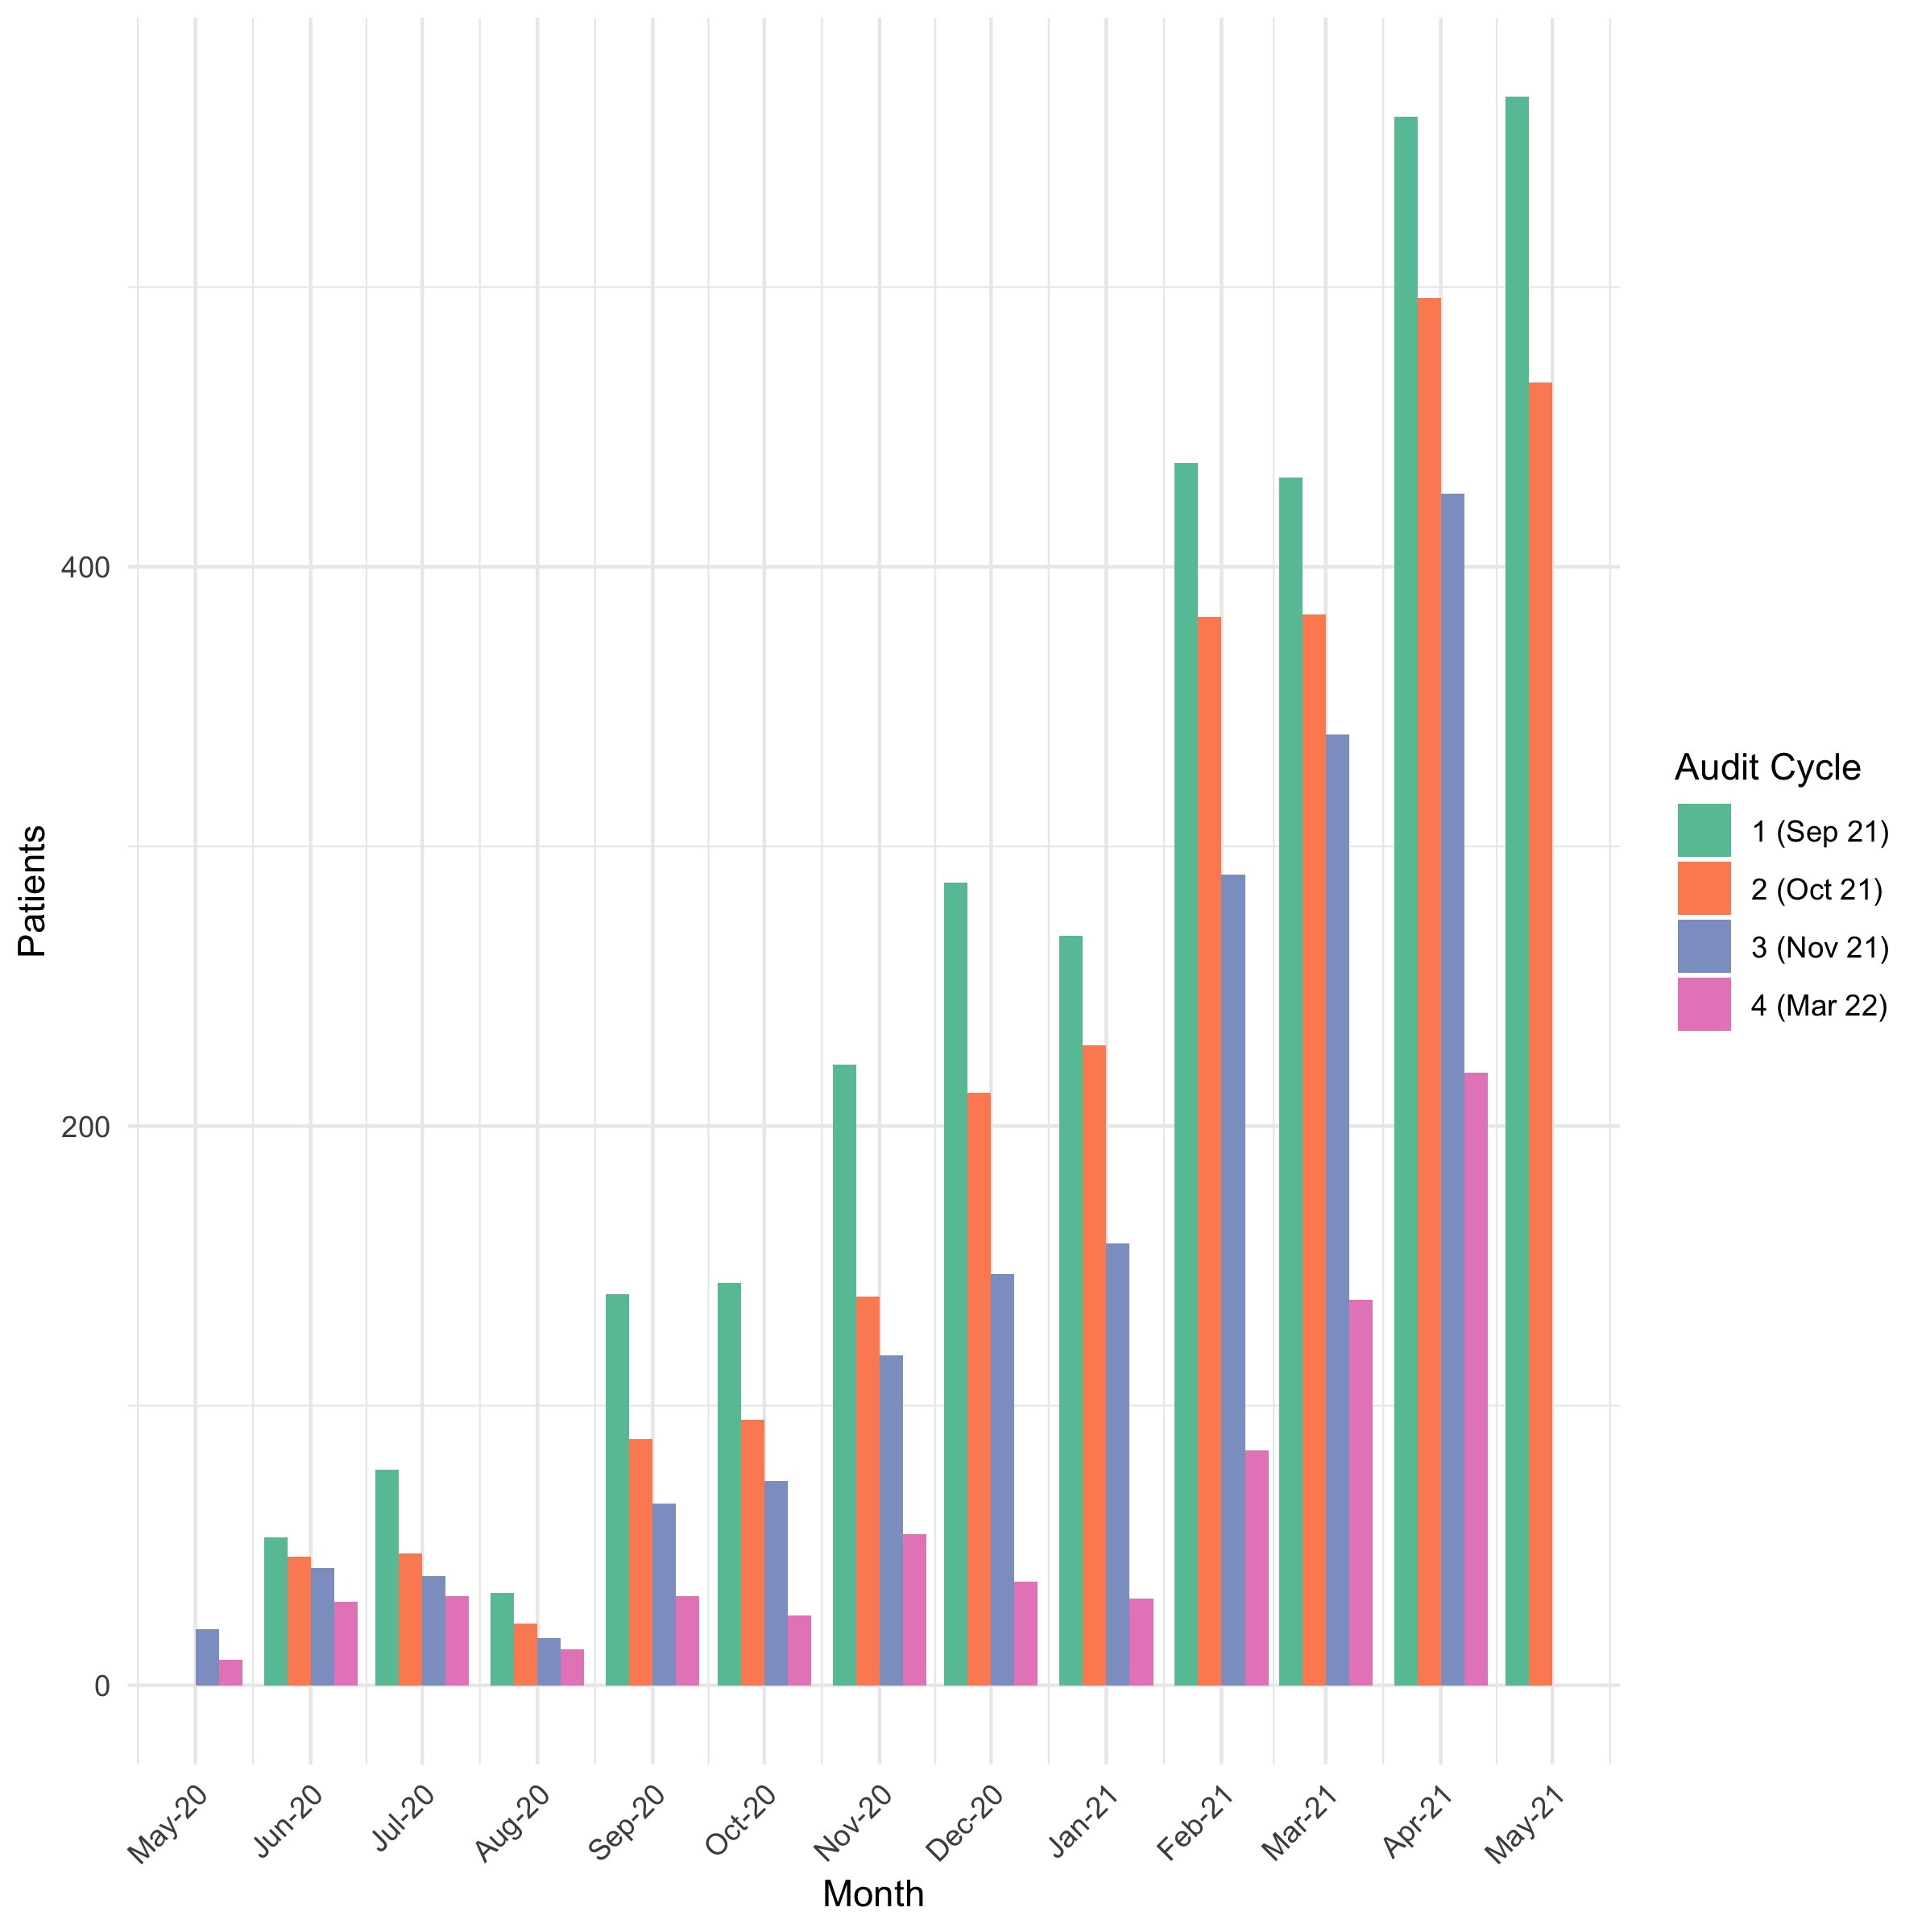 Patients
400
200
0
May-20
Jun-20
Jul-20
Aug-20
Sep-20
Oct-20
Nov-20
Dec-20
Jan-21
Feb-21
Mar-21
Apr-21
May-21
Month
Audit Cycle
1 (Sep 21)
2 (Oct 21)
3 (Nov 21)
4 (Mar 22)